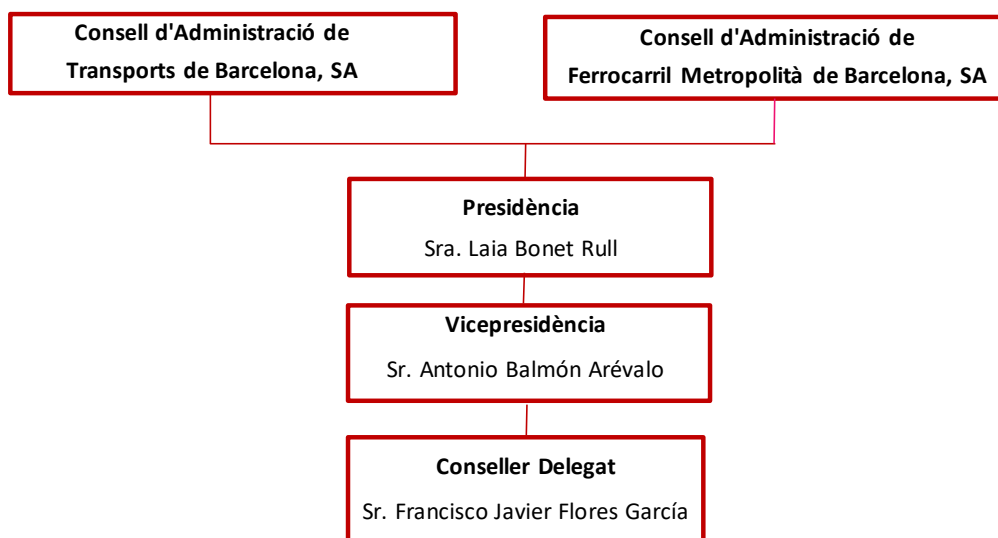 Consell d'Administració de
Transports de Barcelona, SA
Consell d'Administració de
Ferrocarril Metropolità de Barcelona, SA
Presidència
Sra. Laia Bonet Rull
Vicepresidència
Sr. Antonio Balmón Arévalo
Conseller Delegat
Sr. Francisco Javier Flores García